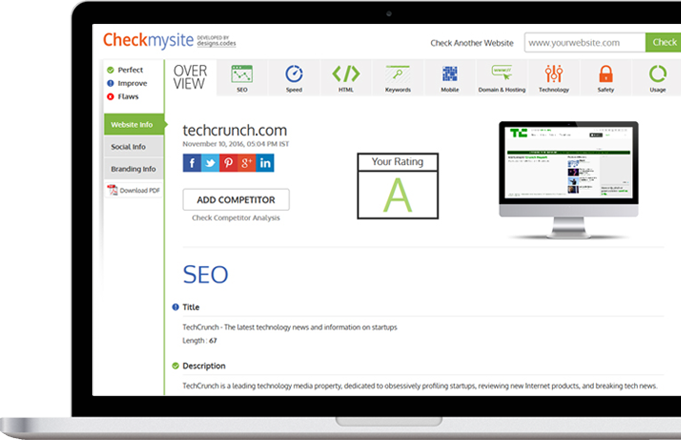 Checkmysite DEVELOPED BY designs.codes
Check Another Website www.yourwebsite.com Check
Perfect
Improve
Flaws
OVER
VIEW
SEO Speed HTML Keywords Mobile Domain & Hosting Technology Safety Usage
Website Info
Social Info
Branding Info
Download PDF
techcrunch.com
November 10, 2016, 05:04 PM IST
ADD COMPETITOR
Check Competitor Analysis
Your Rating
A
SEO
Title
TechCrunch - The latest technology news and information on startups
Length : 67
Description
TechCrunch is a leading technology media property, dedicated to obsessively profiling startups, reviewing new Internet products, and breaking tech news.